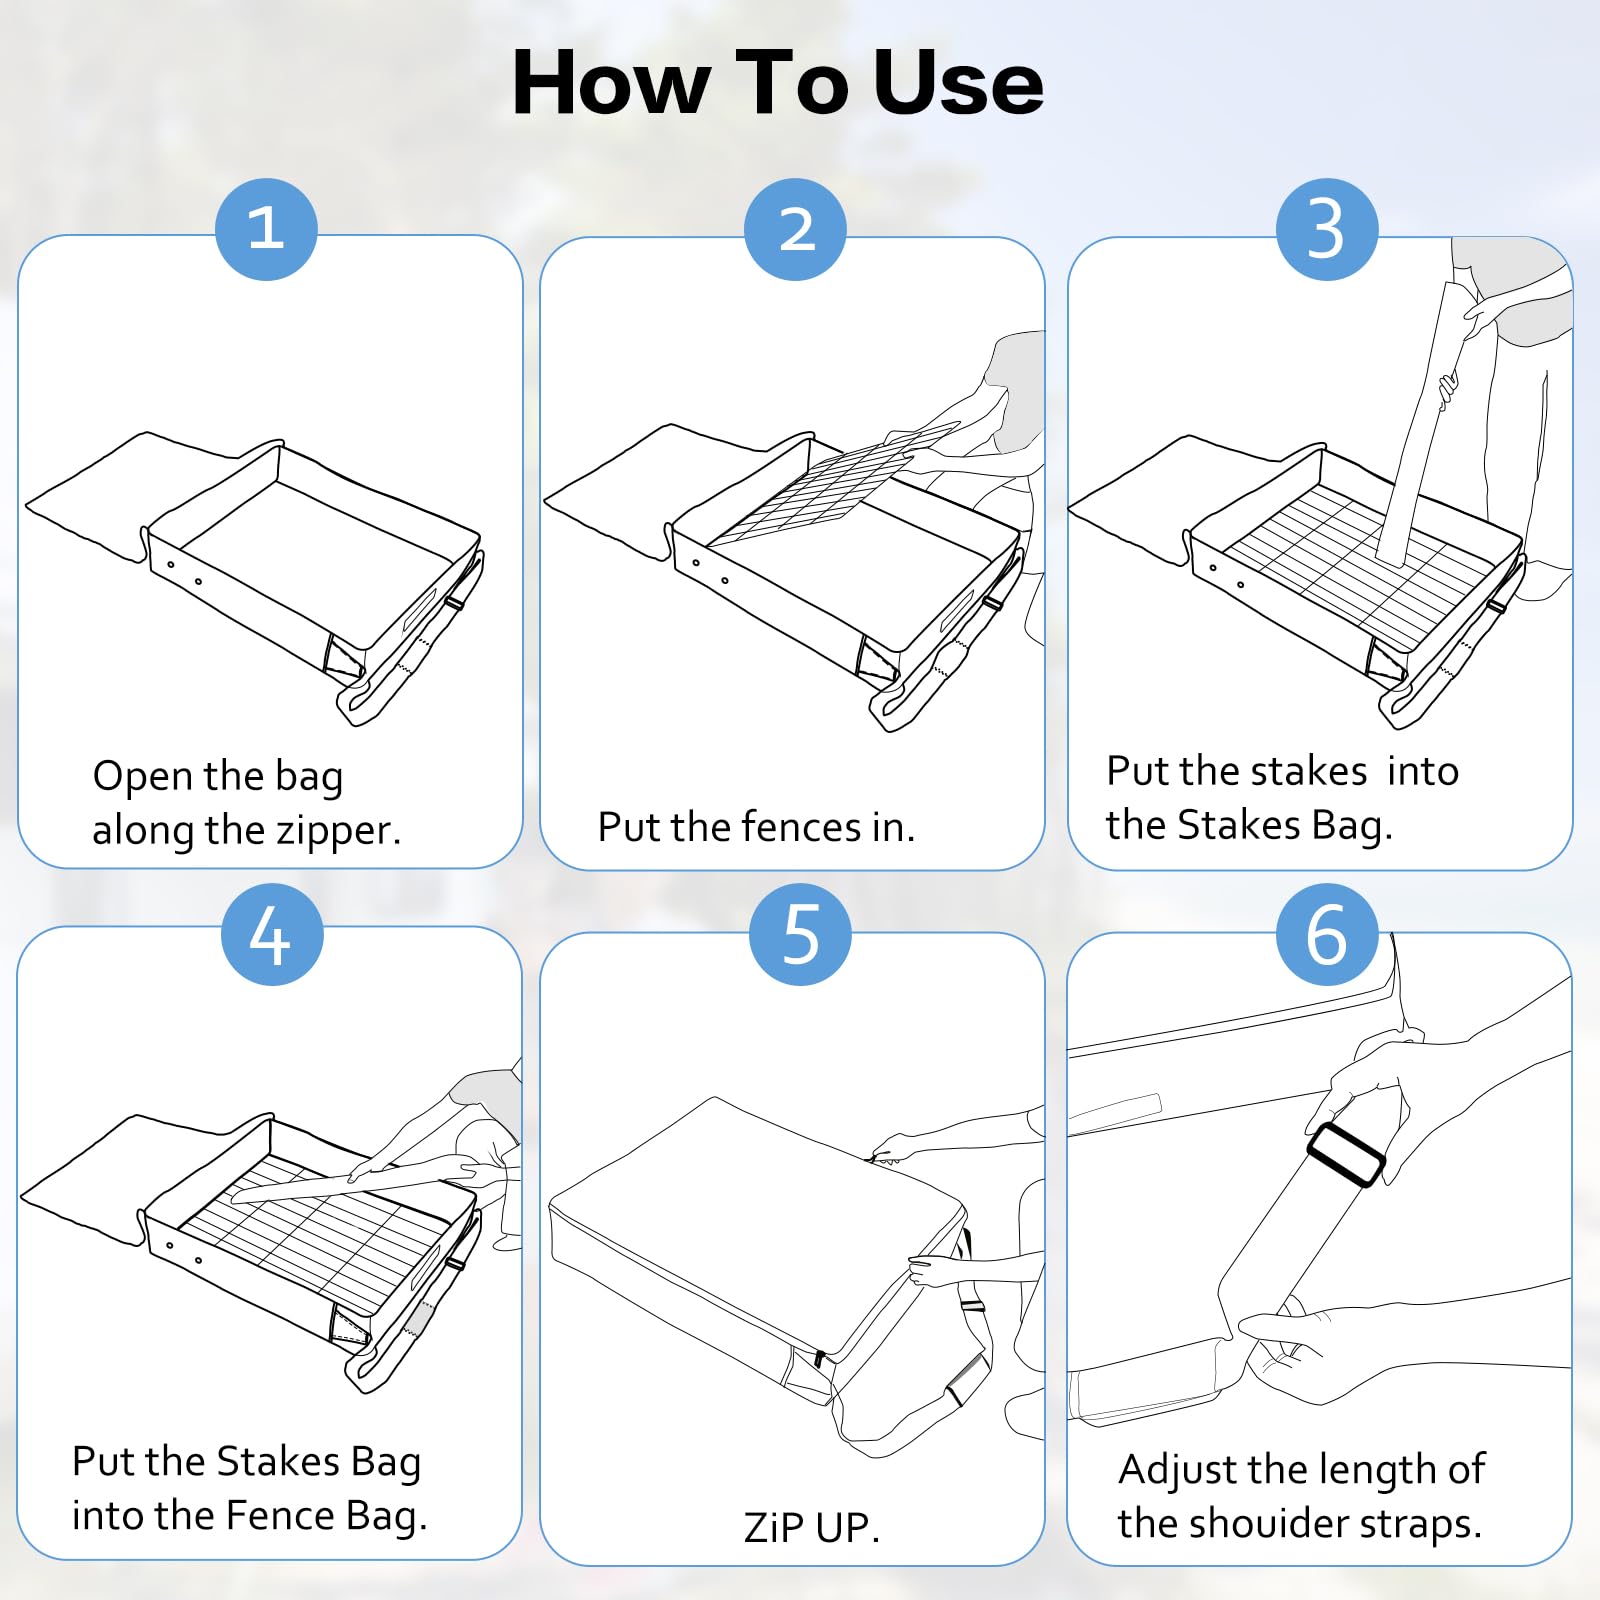 How To Use
1
Open the bag
along the zipper.
2
Put the fences in.
3
Put the stakes into
the Stakes Bag.
4
Put the Stakes Bag
into the Fence Bag.
5
ZiP UP.
6
Adjust the length of
the shouider straps.